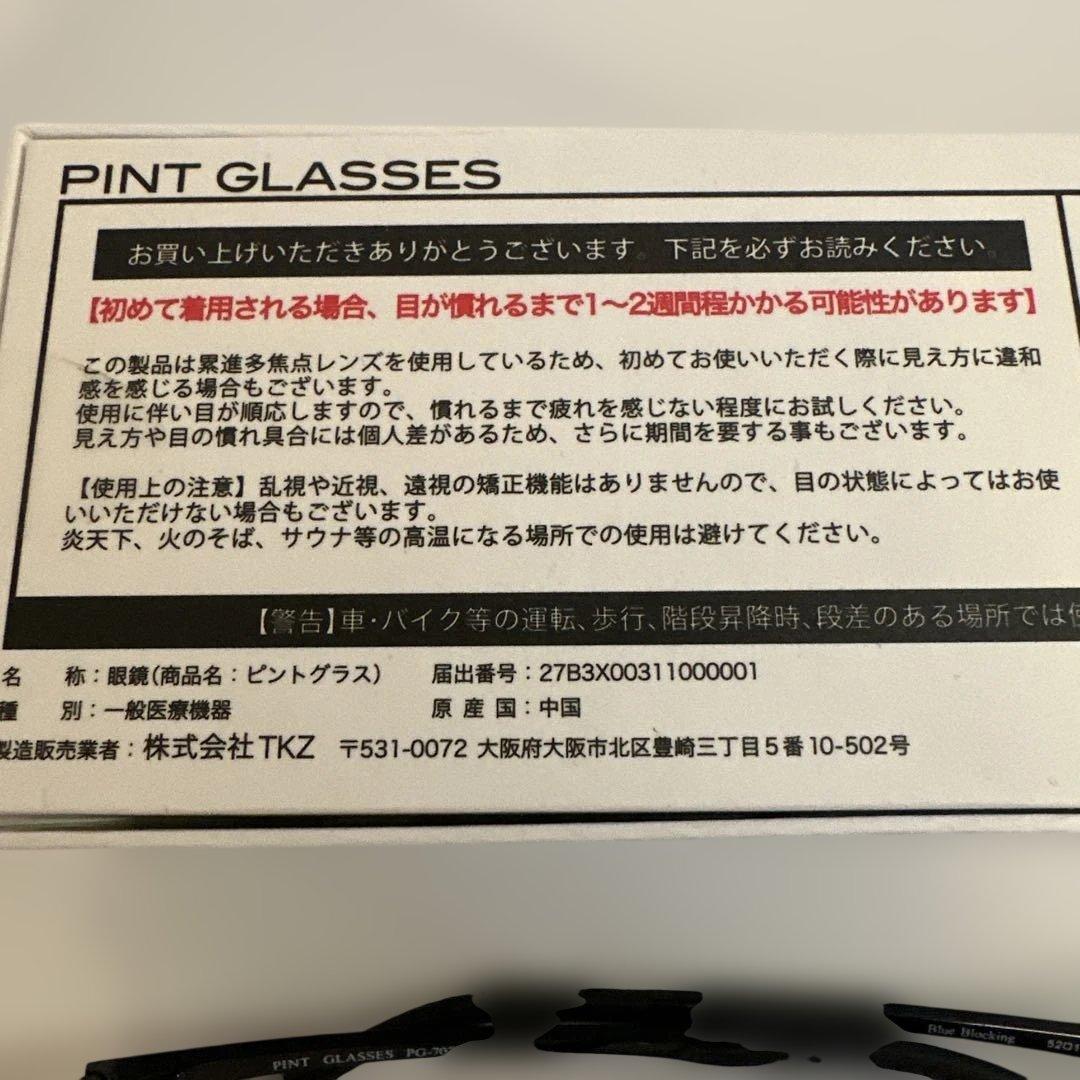 PINT GLASSES
お買い上げいただきありがとうございます。下記を必ずお読みください。
【初めて着用される場合、目が慣れるまで1〜2週間程かかる可能性があります】
この製品は累進多焦点レンズを使用しているため、初めてお使いいただく際に見え方に違和
感を感じる場合もございます。
使用に伴い目が順応しますので、慣れるまで疲れを感じない程度にお試しください。
見え方や目の慣れ具合には個人差があるため、さらに期間を要する事もございます。
【使用上の注意】乱視や近視、遠視の矯正機能はありませんので、目の状態によってはお使
いいただけない場合もございます。
炎天下、火のそば、サウナ等の高温になる場所での使用は避けてください。
【警告】車・バイク等の運転、歩行、階段昇降時、段差のある場所では使
名 称：眼鏡（商品名：ピントグラス） 届出番号：27B3X00311000001
種 別：一般医療機器 原産国：中国
製造販売業者：株式会社TKZ 〒531-0072 大阪府大阪市北区豊崎三丁目5番10-502号
PINT GLASSES PG-70
Blue Blocking 52